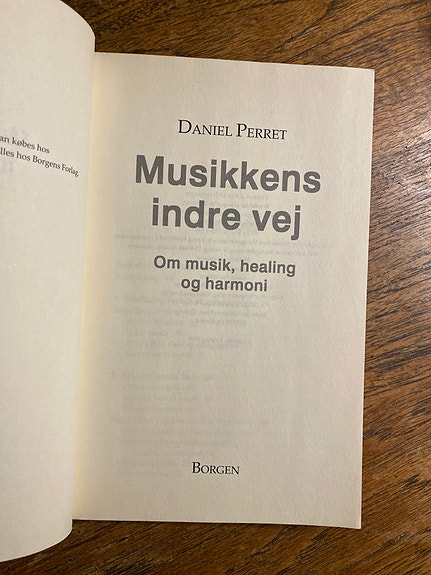 an købes hos
lles hos Borgens Forlag.
DANIEL PERRET
Musikkens
indre vej
Om musik, healing
og harmoni
BORGEN